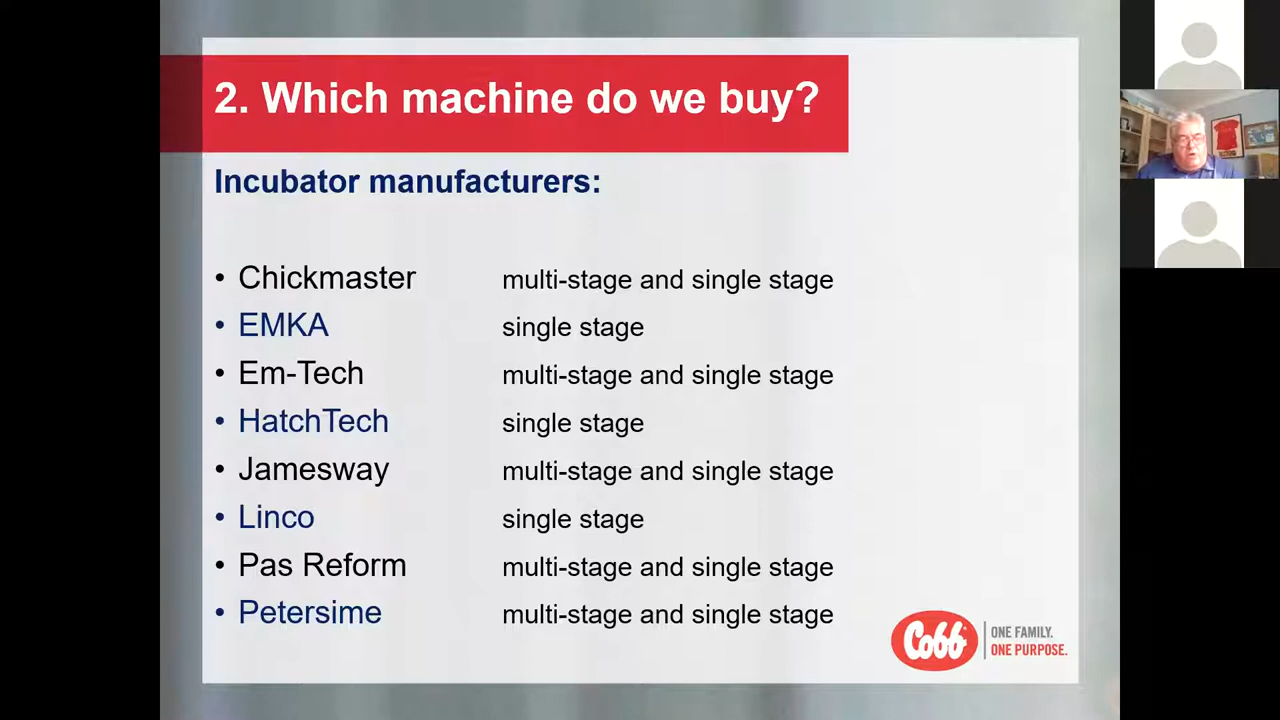 2. Which machine do we buy?
Incubator manufacturers:
• Chickmaster multi-stage and single stage
• EMKA single stage
• Em-Tech multi-stage and single stage
• HatchTech single stage
• Jamesway multi-stage and single stage
• Linco single stage
• Pas Reform multi-stage and single stage
• Petersime multi-stage and single stage
Cobb
ONE FAMILY.
ONE PURPOSE.